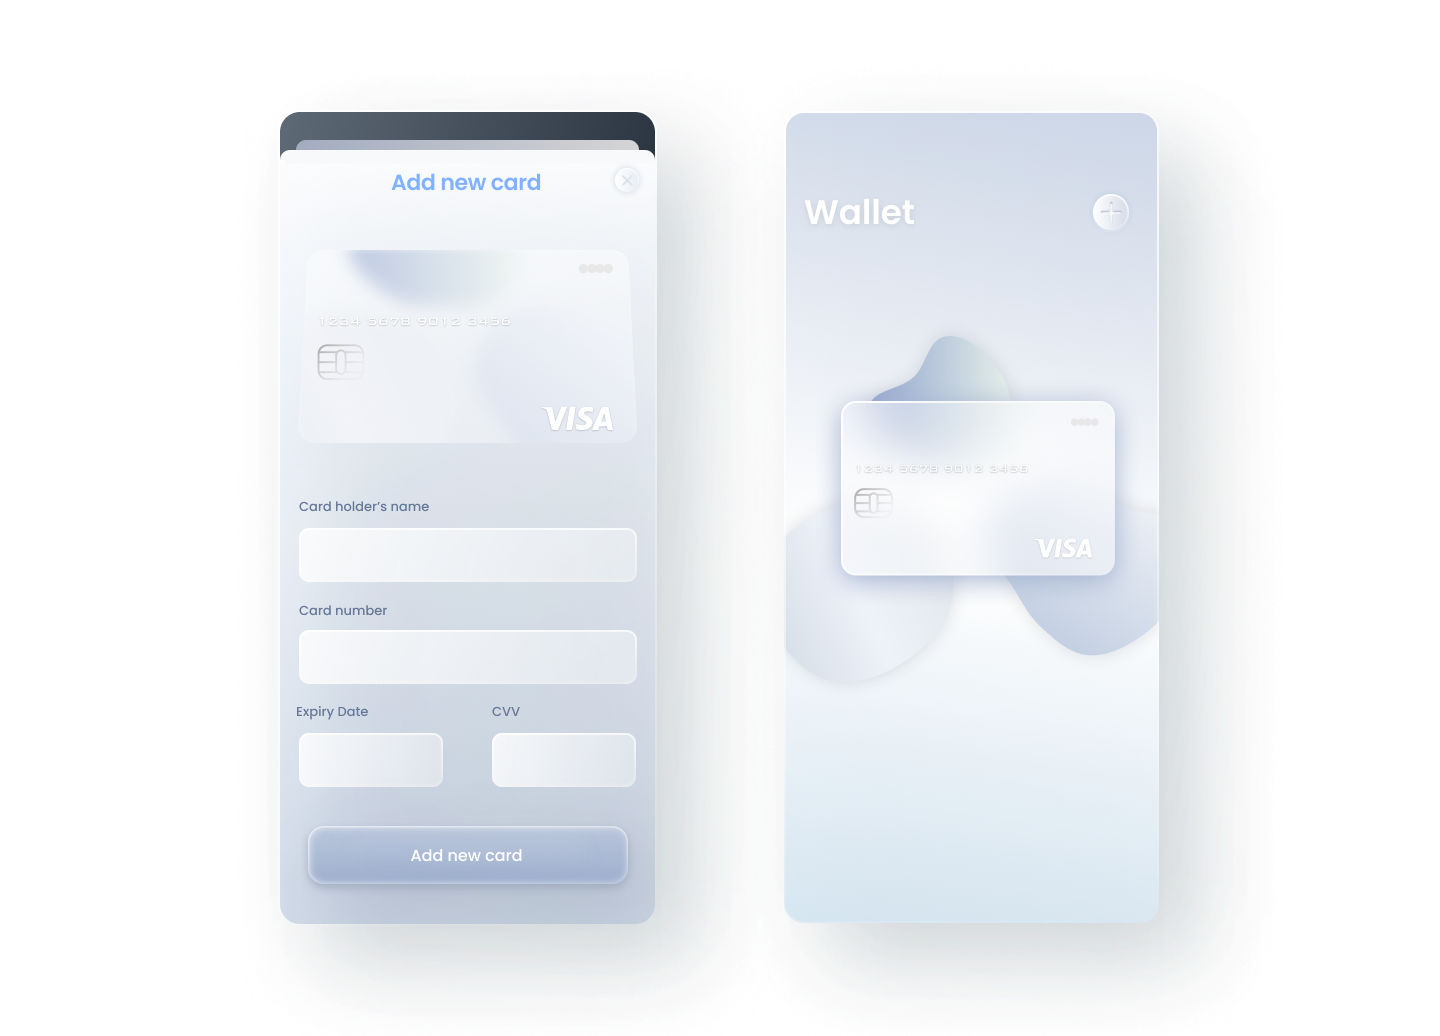 Add new card
1234 5678 9012 3456
VISA
Card holder’s name
Card number
Expiry Date
CVV
Add new card
Wallet
1234 5678 9012 3456
VISA